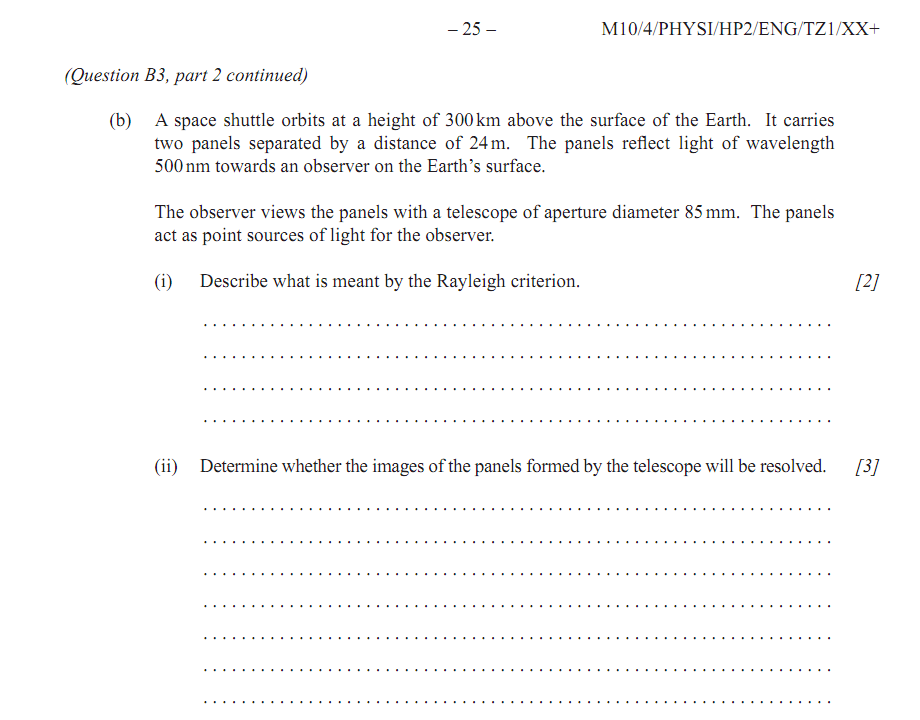 – 25 –
M10/4/PHYSI/HP2/ENG/TZ1/XX+
(Question B3, part 2 continued)
(b) A space shuttle orbits at a height of 300 km above the surface of the Earth. It carries
two panels separated by a distance of 24 m. The panels reflect light of wavelength
500 nm towards an observer on the Earth’s surface.
The observer views the panels with a telescope of aperture diameter 85 mm. The panels
act as point sources of light for the observer.
(i) Describe what is meant by the Rayleigh criterion. [2]
(ii) Determine whether the images of the panels formed by the telescope will be resolved. [3]